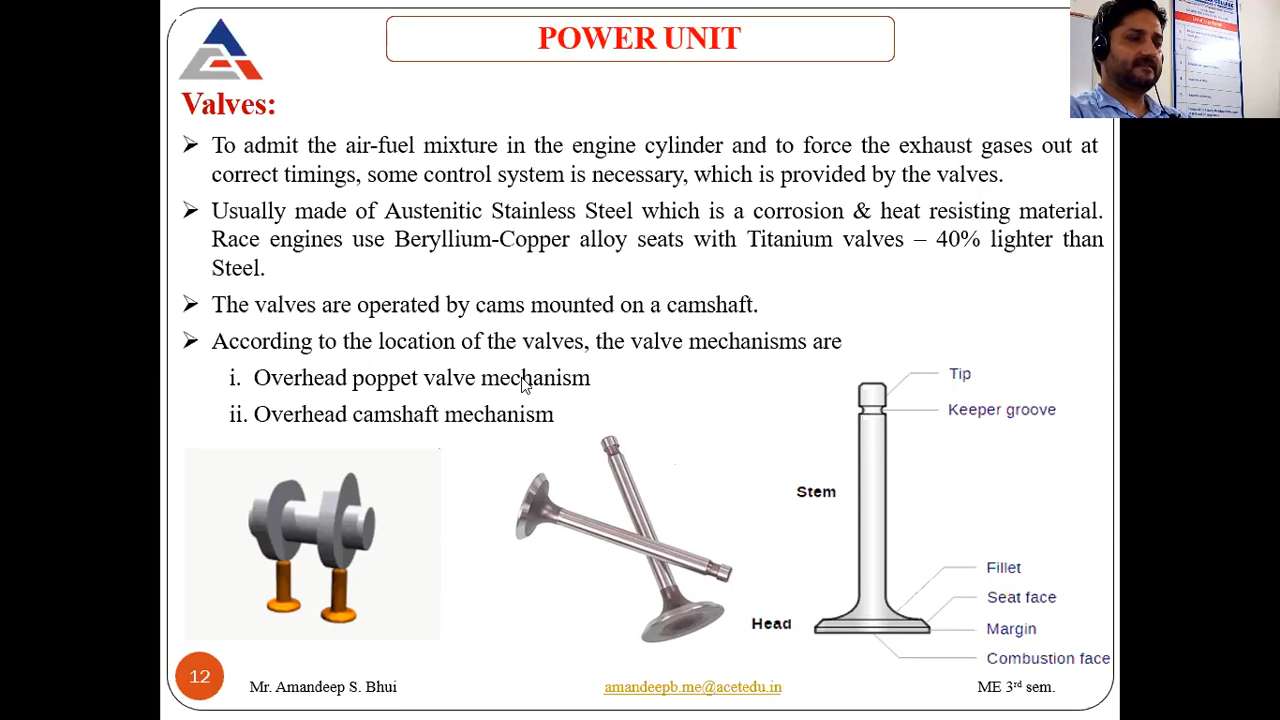 POWER UNIT
Valves:
➤ To admit the air-fuel mixture in the engine cylinder and to force the exhaust gases out at
correct timings, some control system is necessary, which is provided by the valves.
➤ Usually made of Austenitic Stainless Steel which is a corrosion & heat resisting material.
Race engines use Beryllium-Copper alloy seats with Titanium valves – 40% lighter than
Steel.
➤ The valves are operated by cams mounted on a camshaft.
➤ According to the location of the valves, the valve mechanisms are
i. Overhead poppet valve mechanism
ii. Overhead camshaft mechanism
Tip
Keeper groove
Stem
Fillet
Seat face
Head
Margin
Combustion face
12
Mr. Amandeep S. Bhui
amandeepb.me@acetedu.in
ME 3rd sem.